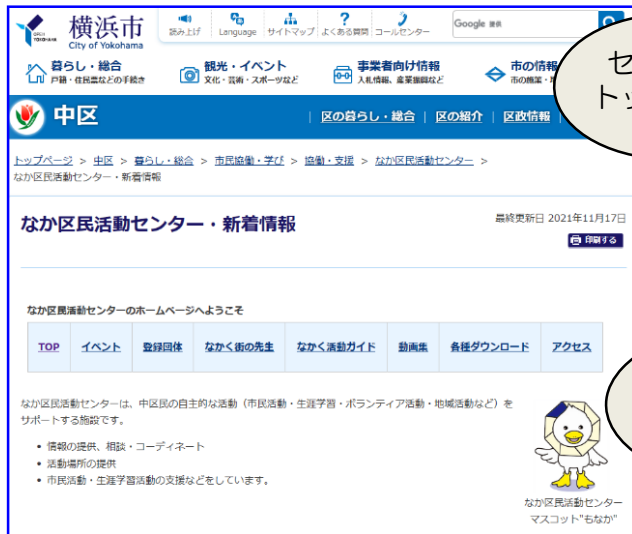 OPEN YOKOHAMA
横浜市
City of Yokohama
読み上げ Language サイトマップ よくある質問 コールセンター
Google 検索
暮らし・総合
戸籍・住民票などの手続き
観光・イベント
文化・芸術・スポーツなど
事業者向け情報
入札情報、産業振興など
市の情報
市の概要・
セ
トッ
中区
区の暮らし・総合 | 区の紹介 | 区政情報 |
トップページ > 中区 > 暮らし・総合 > 市民協働・学び > 協働・支援 > なか区民活動センター >
なか区民活動センター・新着情報
なか区民活動センター・新着情報
最終更新日 2021年11月17日
印刷する
なか区民活動センターのホームページへようこそ
TOP イベント 登録団体 なかく街の先生 なかく活動ガイド 動画集 各種ダウンロード アクセス
なか区民活動センターは、中区民の自主的な活動（市民活動・生涯学習・ボランティア活動・地域活動など）を
サポートする施設です。
• 情報の提供、相談・コーディネート
• 活動場所の提供
• 市民活動・生涯学習活動の支援などをしています。
なか区民活動センター
マスコット"もなか"